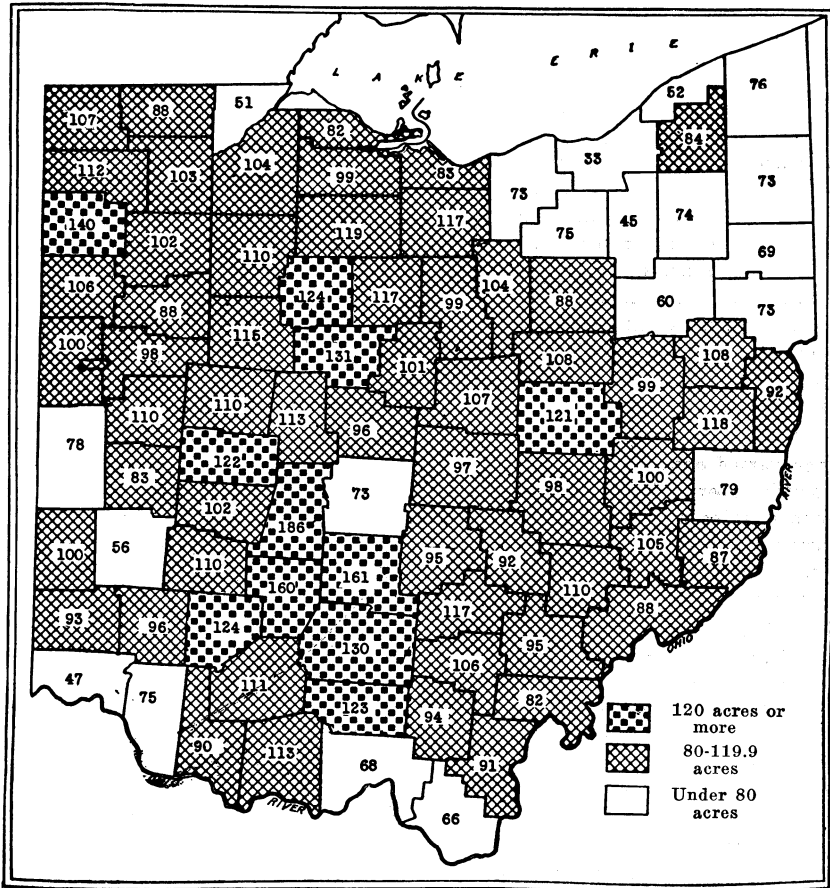 L A K E E R I E
76
52
107 88 51
84
82
33
112 103 104 99 83
73 73
140 119 117 45 74
102 75
110 69
106 104
124 117 99 88 60
88 73
100 115
98 131 101 108 108
99 92
110 110 113 107
78 96 121 118
122 97
83 73 98 100 79
102 186 RIVER
100 56 95 92 105 87
110 160 161 110
93 96 124 117 88
130 95 OHIO
47 75 111 106
123 94 82
90 113 91
68
RIVER 66
120 acres or
more
80-119.9
acres
Under 80
acres